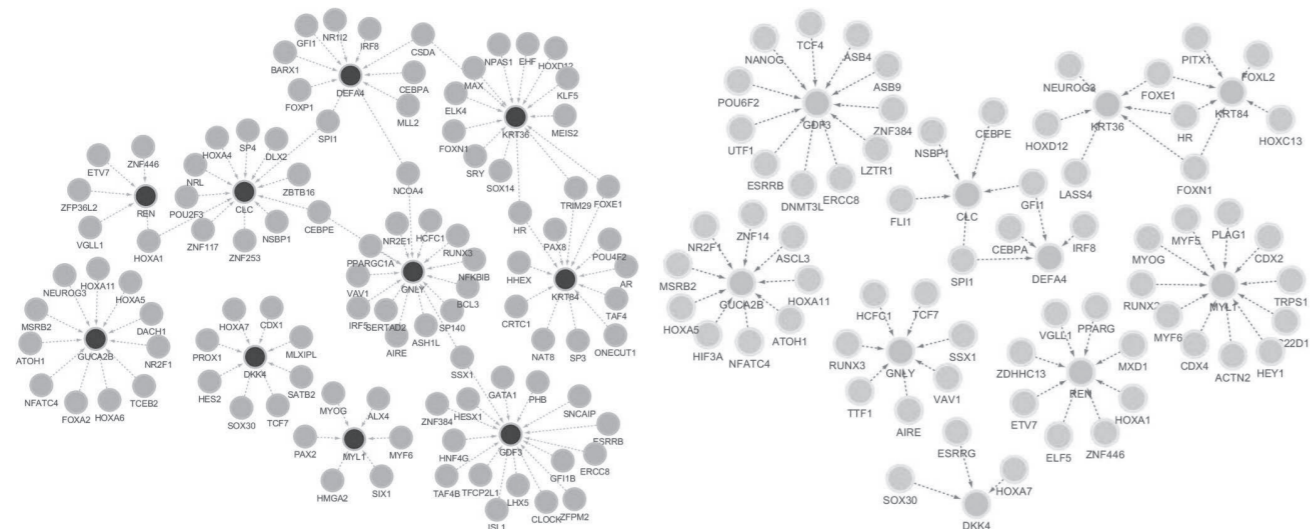 GFI1
NR1I2
IRF8
CSDA
BARX1
DEFA4
CEBPA
FOXP1
MLL2
SPI1
NPAS1
EHF
HOXD12
MAX
KLF5
ELK4
KRT36
MEIS2
FOXN1
SRY
SOX14
ETV7
ZNF446
ZFP36L2
REN
VGLL1
HOXA1
HOXA4
SP4
DLX2
NRL
ZBTB16
POU2F3
CLC
ZNF117
NSBP1
ZNF253
CEBPE
NCOA4
TRIM29
FOXE1
HR
NR2E1
HCFC1
RUNX3
PPARGC1A
NFKBIB
VAV1
GNLY
BCL3
IRF5
SERTAD2
SP140
ASH1L
AIRE
SSX1
PAX8
POU4F2
HHEX
AR
KRT84
CRTC1
TAF4
NAT8
SP3
ONECUT1
NEUROG3
HOXA11
HOXA5
MSRB2
DACH1
ATOH1
GUCA2B
NR2F1
NFATC4
TCEB2
FOXA2
HOXA6
HOXA7
CDX1
PROX1
MLXIPL
DKK4
HES2
SATB2
SOX30
TCF7
MYOG
ALX4
PAX2
MYL1
MYF6
HMGA2
SIX1
GATA1
PHB
ZNF384
HESX1
SNCAIP
ESRRB
HNF4G
GDF3
ERCC8
TAF4B
TFCP2L1
GFI1B
LHX5
ZFPM2
CLOCK
ISL1
TCF4
NANOG
ASB4
ASB9
POU6F2
GDF3
ZNF384
UTF1
LZTR1
ESRRB
ERCC8
DNMT3L
PITX1
FOXL2
NEUROG3
FOXE1
KRT36
KRT84
HOXD12
HR
HOXC13
LASS4
FOXN1
NSBP1
CEBPE
FLI1
CLC
GFI1
CEBPA
IRF8
SPI1
DEFA4
NR2F1
ZNF14
ASCL3
MSRB2
GUCA2B
HOXA11
HOXA5
HIF3A
ATOH1
NFATC4
MYF5
PLAG1
MYOG
CDX2
MYL1
TRPS1
MYF6
CDX4
HEY1
ACTN2
HCFC1
TCF7
RUNX3
GNLY
SSX1
TTF1
VAV1
AIRE
VGLL1
PPARG
ZDHHC13
MXD1
REN
ETV7
HOXA1
ELF5
ZNF446
ESRRG
SOX30
HOXA7
DKK4